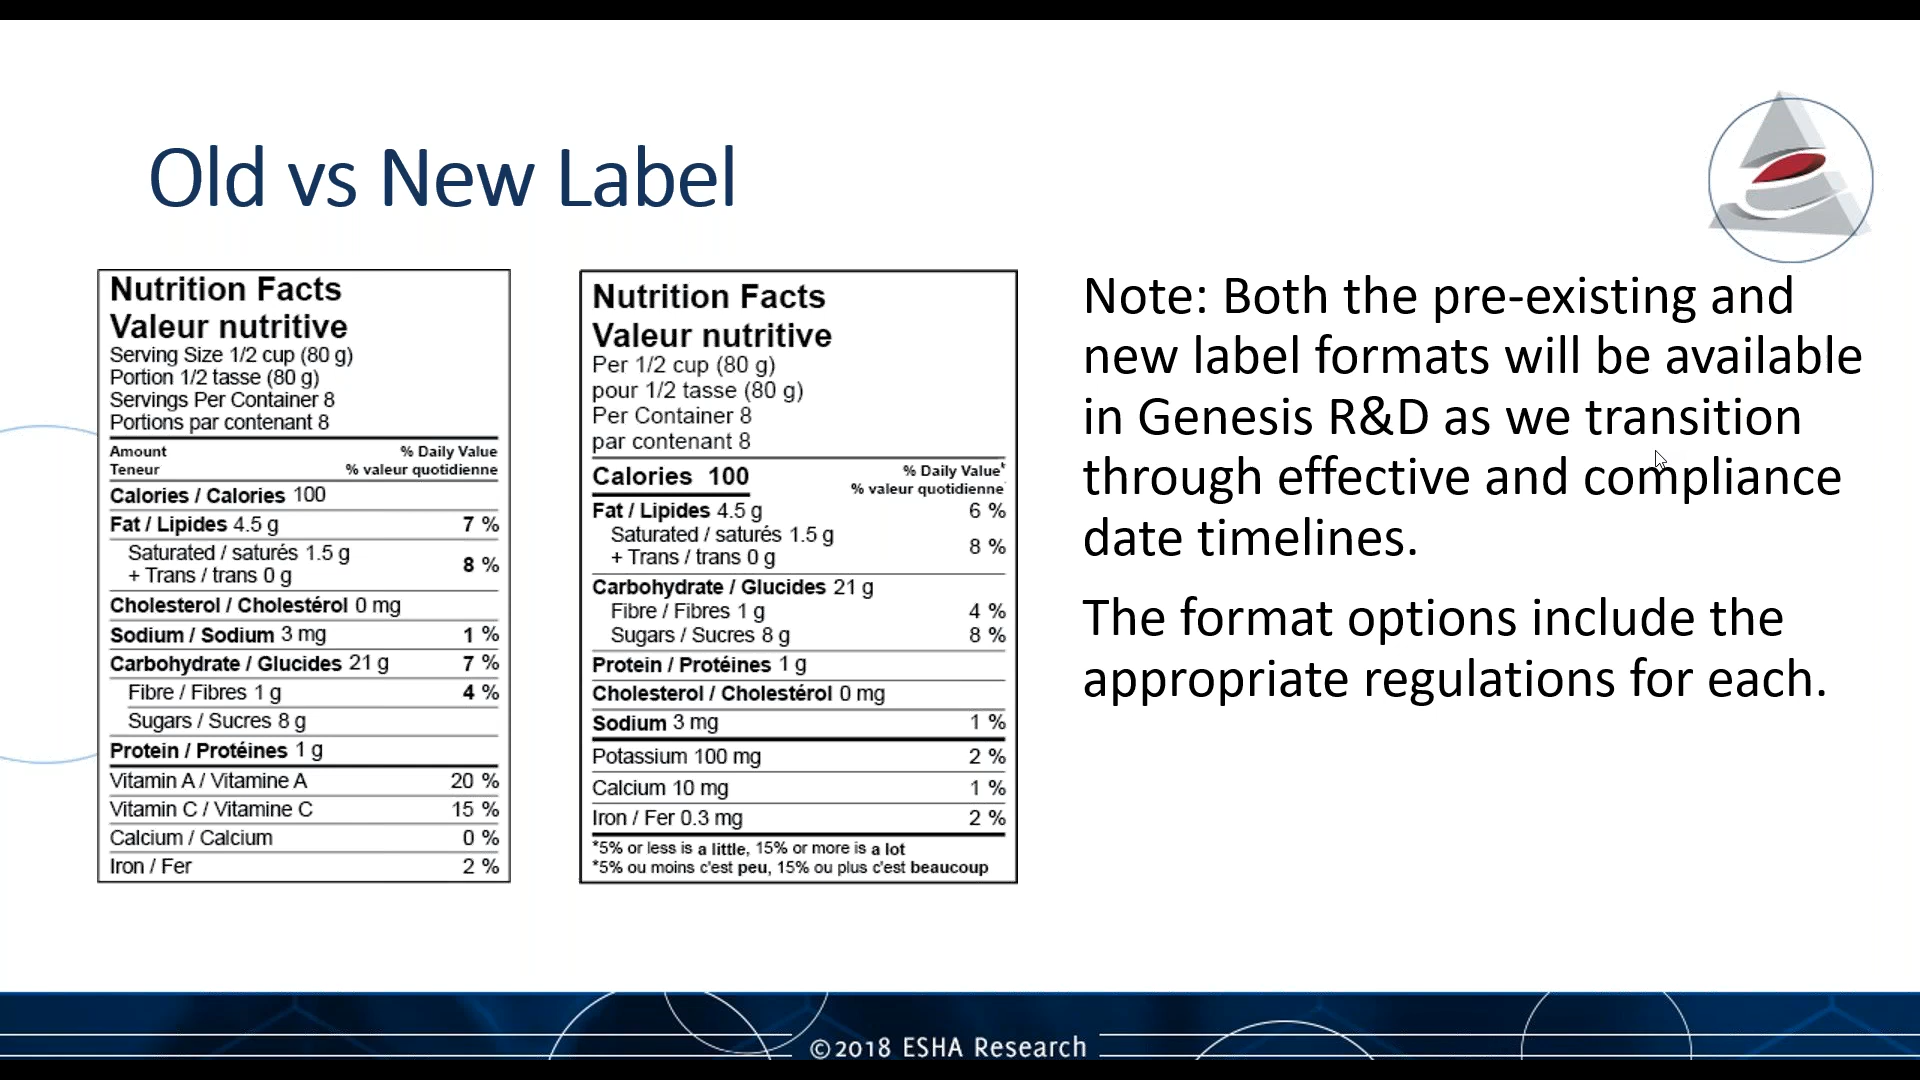 Old vs New Label
Nutrition Facts
Valeur nutritive
Serving Size 1/2 cup (80 g)
Portion 1/2 tasse (80 g)
Servings Per Container 8
Portions par contenant 8
Amount % Daily Value
Teneur % valeur quotidienne
Calories / Calories 100
Fat / Lipides 4.5 g 7 %
Saturated / saturés 1.5 g
+ Trans / trans 0 g 8 %
Cholesterol / Cholestérol 0 mg
Sodium / Sodium 3 mg 1 %
Carbohydrate / Glucides 21 g 7 %
Fibre / Fibres 1 g 4 %
Sugars / Sucres 8 g
Protein / Protéines 1 g
Vitamin A / Vitamine A 20 %
Vitamin C / Vitamine C 15 %
Calcium / Calcium 0 %
Iron / Fer 2 %
Nutrition Facts
Valeur nutritive
Per 1/2 cup (80 g)
pour 1/2 tasse (80 g)
Per Container 8
par contenant 8
Calories 100 % Daily Value*
% valeur quotidienne
Fat / Lipides 4.5 g 6 %
Saturated / saturés 1.5 g
+ Trans / trans 0 g 8 %
Carbohydrate / Glucides 21 g
Fibre / Fibres 1 g 4 %
Sugars / Sucres 8 g 8 %
Protein / Protéines 1 g
Cholesterol / Cholestérol 0 mg
Sodium 3 mg 1 %
Potassium 100 mg 2 %
Calcium 10 mg 1 %
Iron / Fer 0.3 mg 2 %
*5% or less is a little, 15% or more is a lot
*5% ou moins c'est peu, 15% ou plus c'est beaucoup
Note: Both the pre-existing and
new label formats will be available
in Genesis R&D as we transition
through effective and compliance
date timelines.
The format options include the
appropriate regulations for each.
©2018 ESHA Research